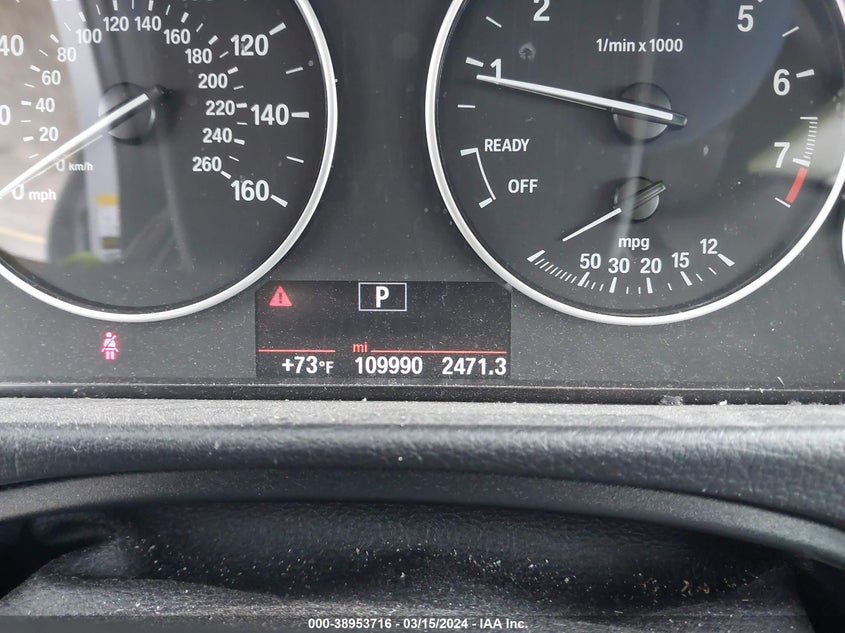 80 100 120 140 160 180 200 220 240 260
60
40
20
0 km/h
120
140
160
0 mph
1 2 5 6 7
1/min x 1000
READY
OFF
mpg
50 30 20 15 12
P
mi
+73°F 109990 2471.3
000-38953716 - 03/15/2024 - IAA Inc.